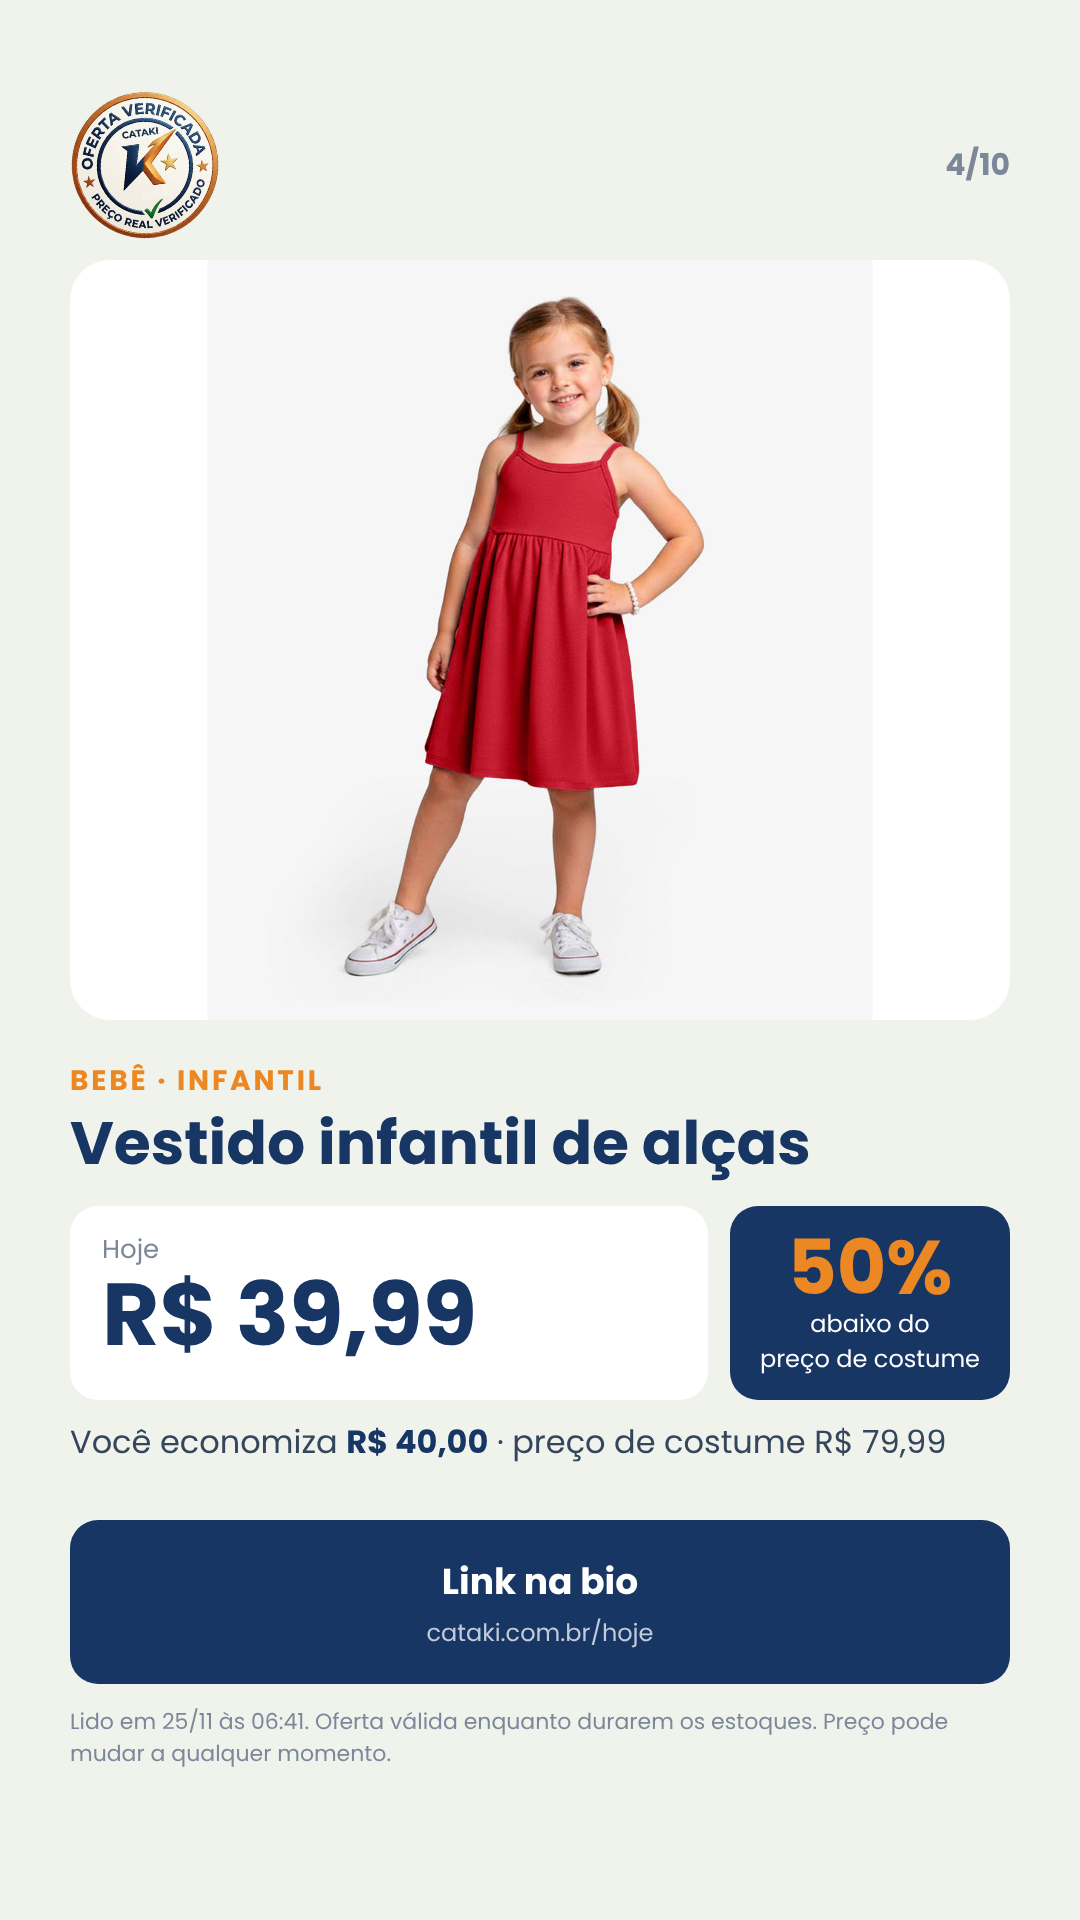 OFERTA VERIFICADA
CATAKI
PREÇO REAL VERIFICADO
4/10
BEBÊ · INFANTIL
Vestido infantil de alças
Hoje
R$ 39,99
50%
abaixo do
preço de costume
Você economiza R$ 40,00 · preço de costume R$ 79,99
Link na bio
cataki.com.br/hoje
Lido em 25/11 às 06:41. Oferta válida enquanto durarem os estoques. Preço pode
mudar a qualquer momento.